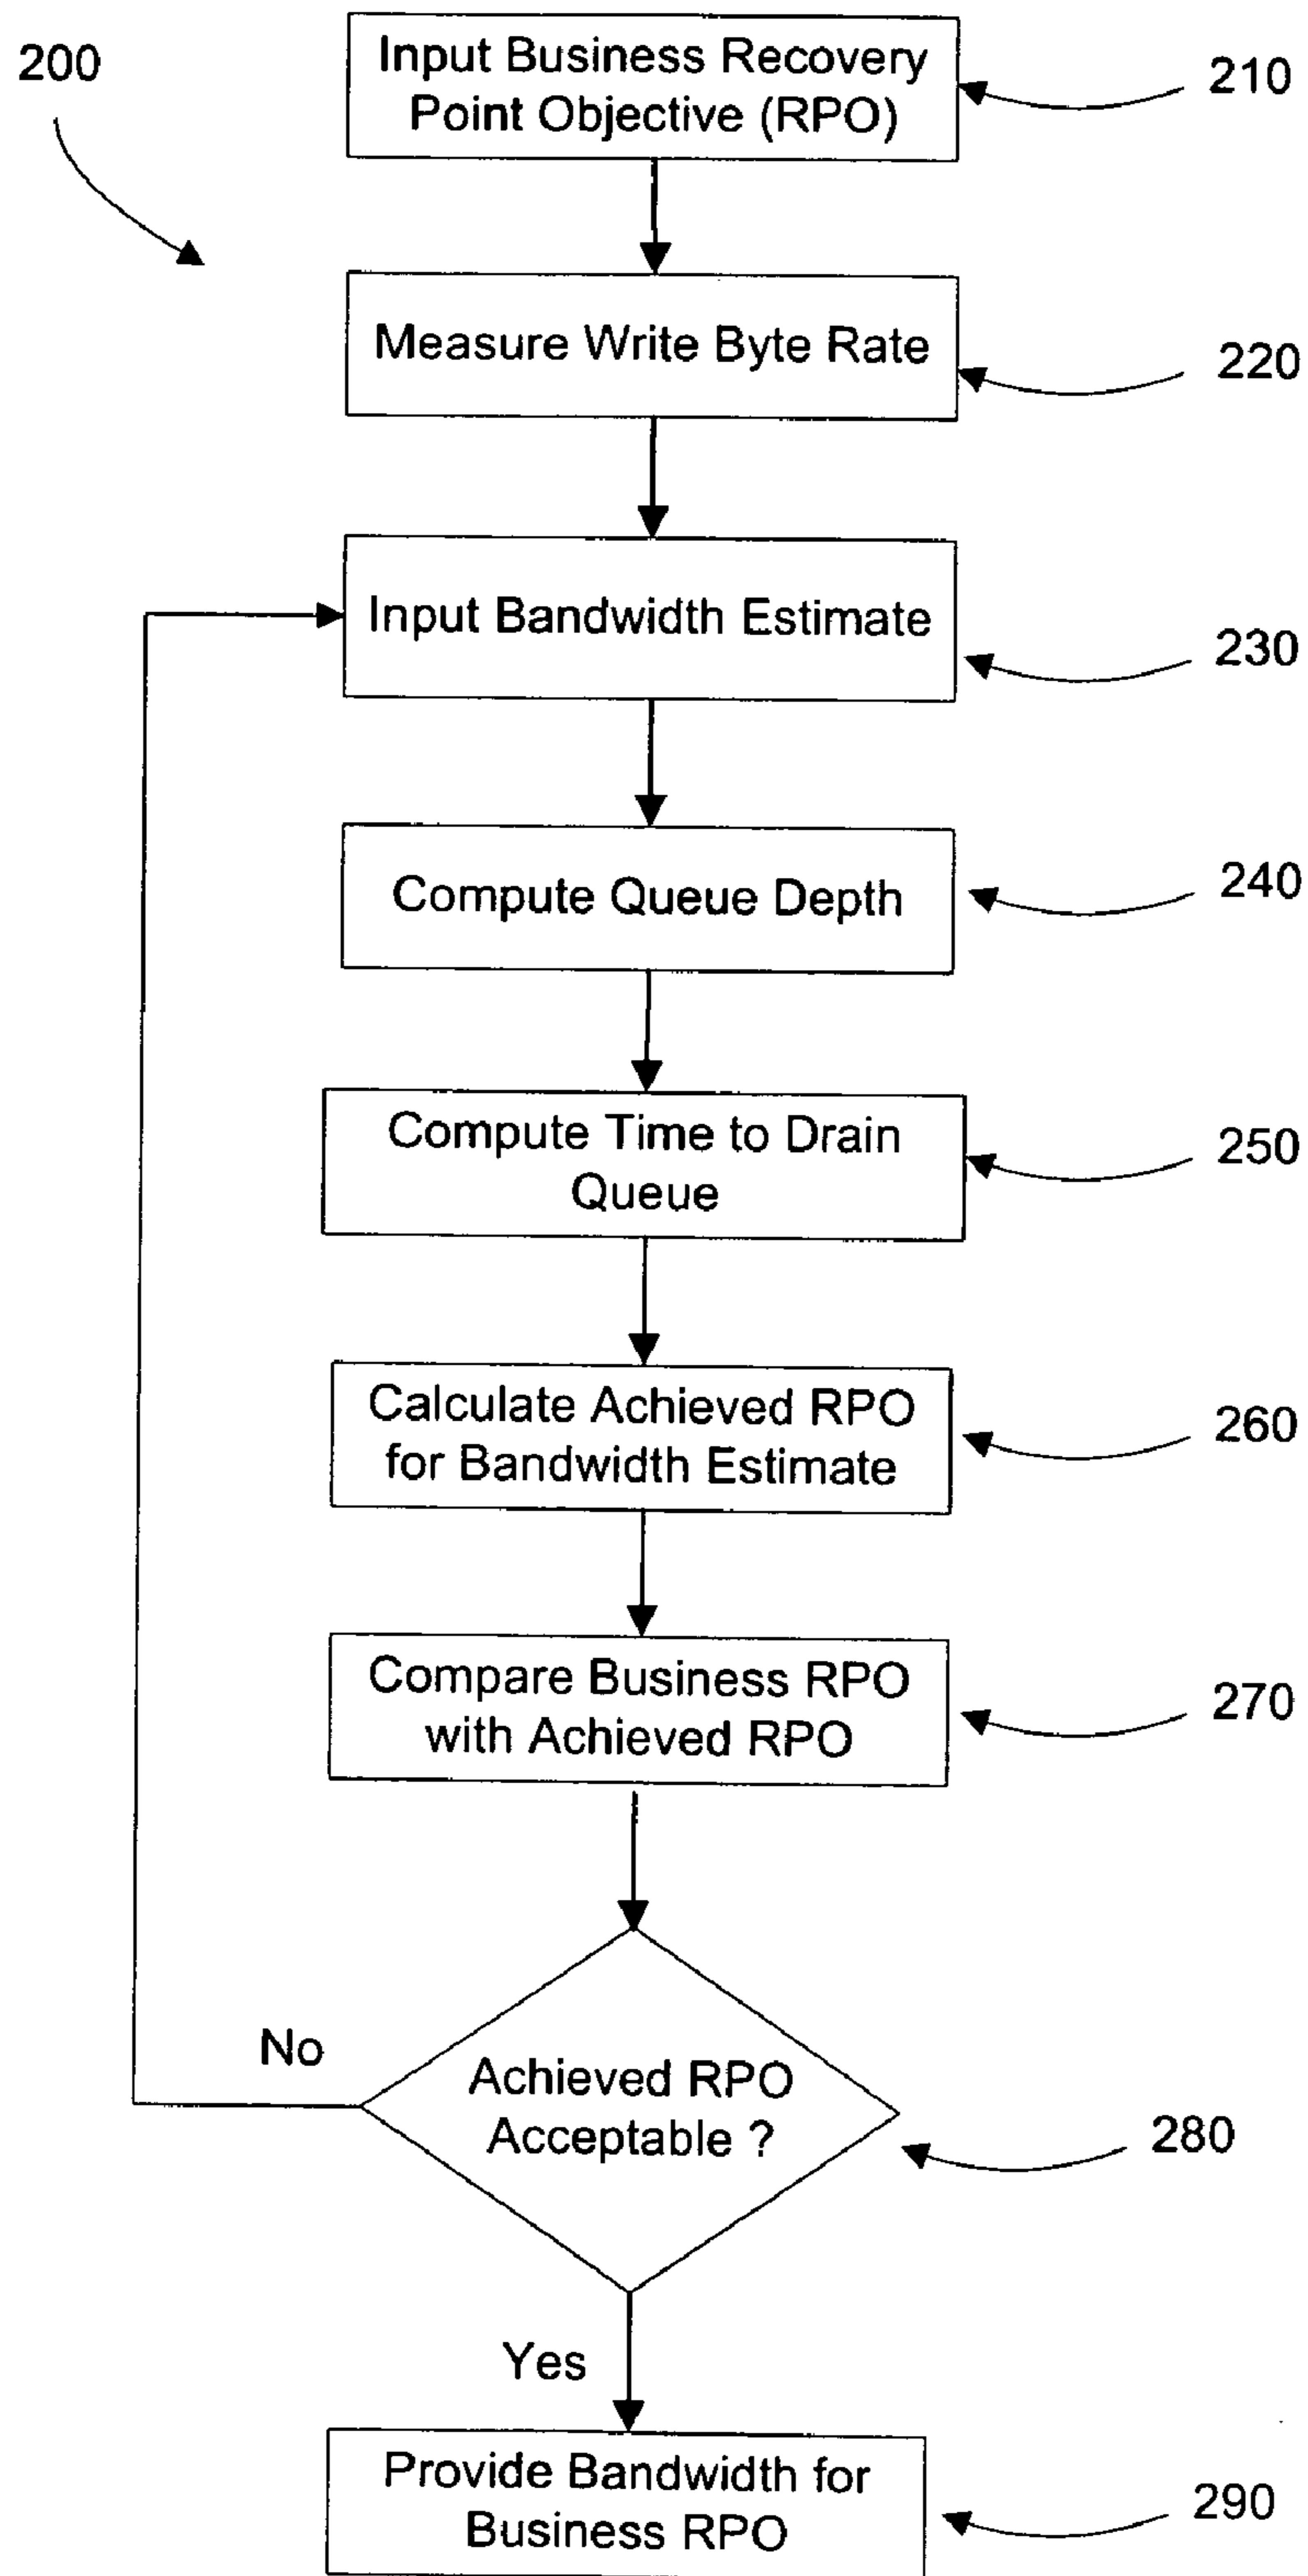 200
Input Business Recovery
Point Objective (RPO)
210
Measure Write Byte Rate
220
Input Bandwidth Estimate
230
Compute Queue Depth
240
Compute Time to Drain
Queue
250
Calculate Achieved RPO
for Bandwidth Estimate
260
Compare Business RPO
with Achieved RPO
270
No
Achieved RPO
Acceptable ?
280
Yes
Provide Bandwidth for
Business RPO
290